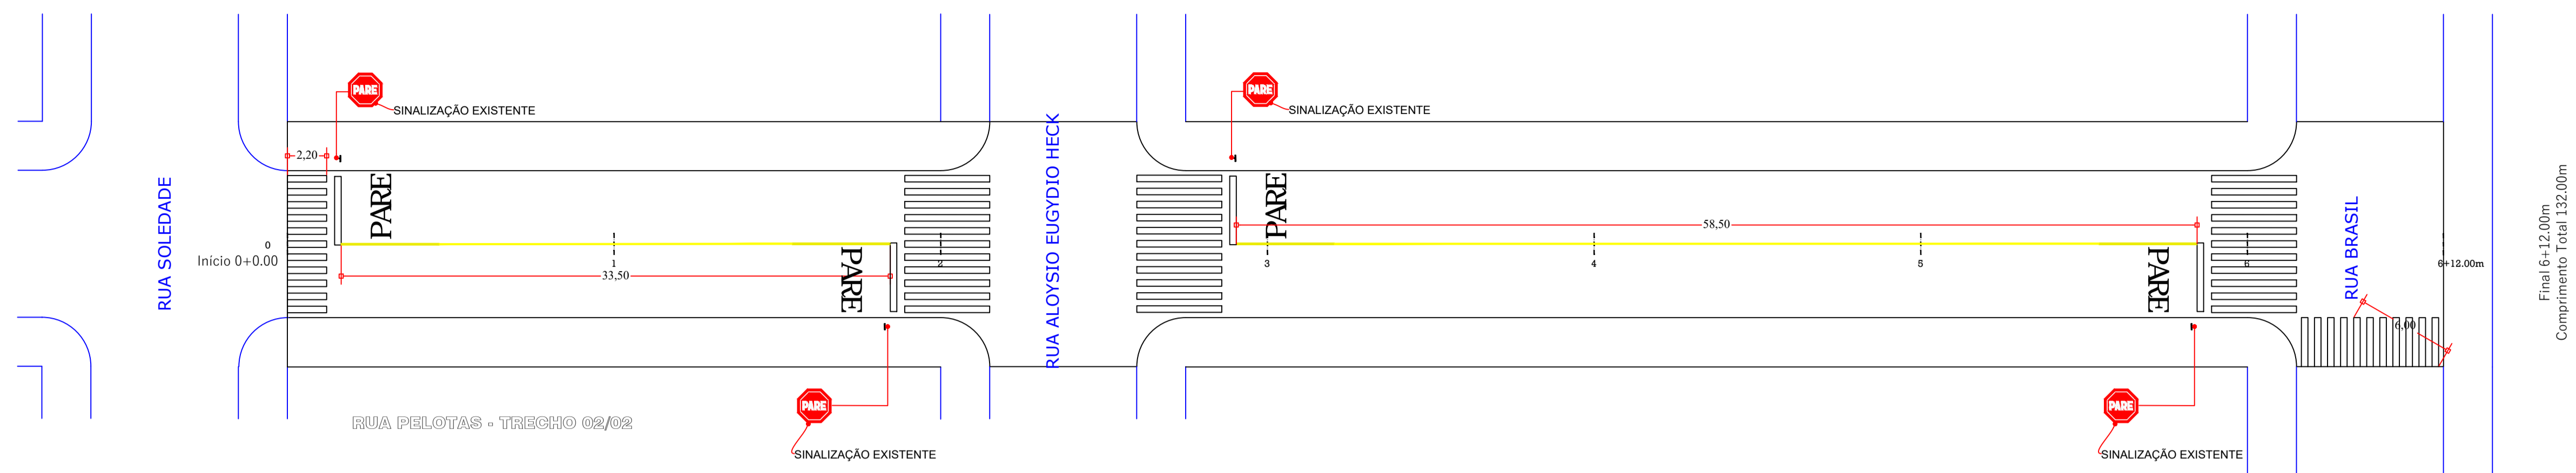 PARE
SINALIZAÇÃO EXISTENTE
PARE
SINALIZAÇÃO EXISTENTE
RUA SOLEDADE
0
Início 0+0.00
2,20
PARE
33,50
1
PARE
2
RUA ALOYSIO EUGYDIO HECK
PARE
3
58,50
4
5
PARE
6
RUA BRASIL
6,00
6+12.00m
Final 6+12.00m
Comprimento Total 132.00m
PARE
SINALIZAÇÃO EXISTENTE
PARE
SINALIZAÇÃO EXISTENTE
RUA PELOTAS - TRECHO 02/02